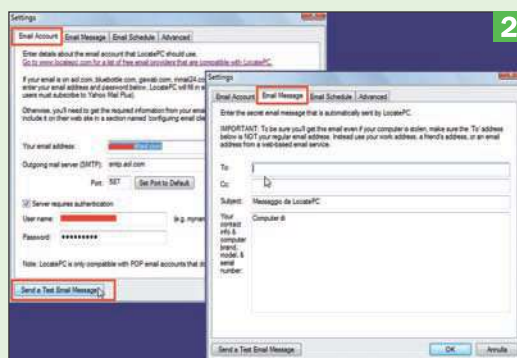 2
Settings
Email Account Email Message Email Schedule Advanced
Enter details about the email account that LocatePC should use.
Go to www.locatepc.com for a list of free email providers that are compatible with LocatePC.
If your email is on aol.com, bluebottle.com, gawab.com, inmail24.co
enter your email address and password below. LocatePC will fill in
users must subscribe to Yahoo Mail Plus).
Otherwise, you'll need to get the required information from your ema
include it on their web site in a section named 'configuring email clie
Your email address:
Outgoing mail server (SMTP): smtp.aol.com
Port: 587 Set Port to Default
Server requires authentication
User name: (e.g. mynam
Password:
Note: LocatePC is only compatible with POP email accounts that do
Send a Test Email Message
Settings
Email Account Email Message Email Schedule Advanced
Enter the secret email message that is automatically sent by LocatePC.
IMPORTANT: To be sure you'll get the email even if your computer is stolen, make sure the 'To' address
below is NOT your regular email address. Instead use your work address, a friend's address, or an email
address from a web-based email service.
To:
Cc:
Subject: Messaggio da LocatePC
Your
contact
info &
computer
brand,
model, &
serial
number:
Computer di
Send a Test Email Message OK Annulla